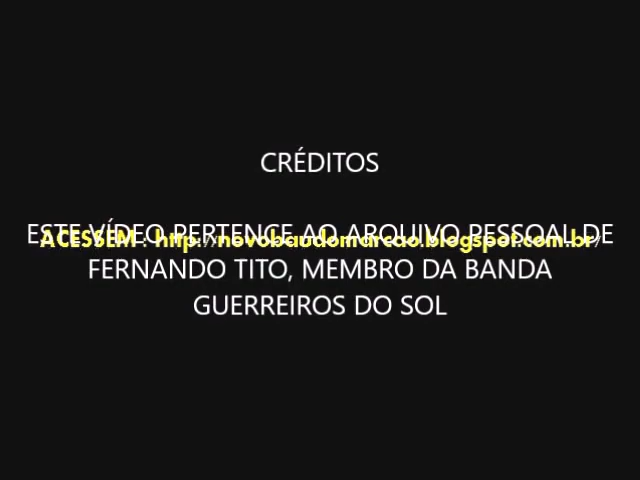 CRÉDITOS
ESTE VÍDEO PERTENCE AO ARQUIVO PESSOAL DE
ACESSEM : http://novobandomarcao.blogspot.com.br/
FERNANDO TITO, MEMBRO DA BANDA
GUERREIROS DO SOL